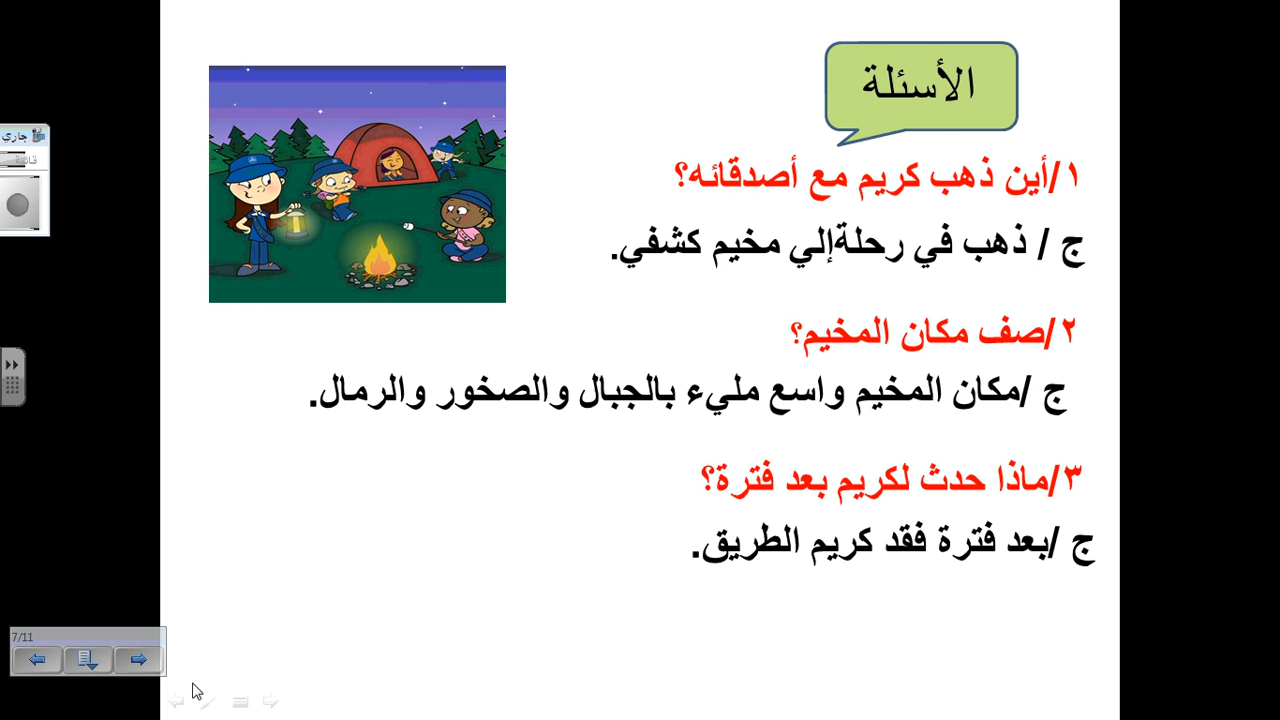 الأسئلة
١/أين ذهب كريم مع أصدقائه؟
ج / ذهب في رحلةإلي مخيم كشفي.
٢/صف مكان المخيم؟
ج /مكان المخيم واسع مليء بالجبال والصخور والرمال.
٣/ماذا حدث لكريم بعد فترة؟
ج /بعد فترة فقد كريم الطريق.
جاري
7/11